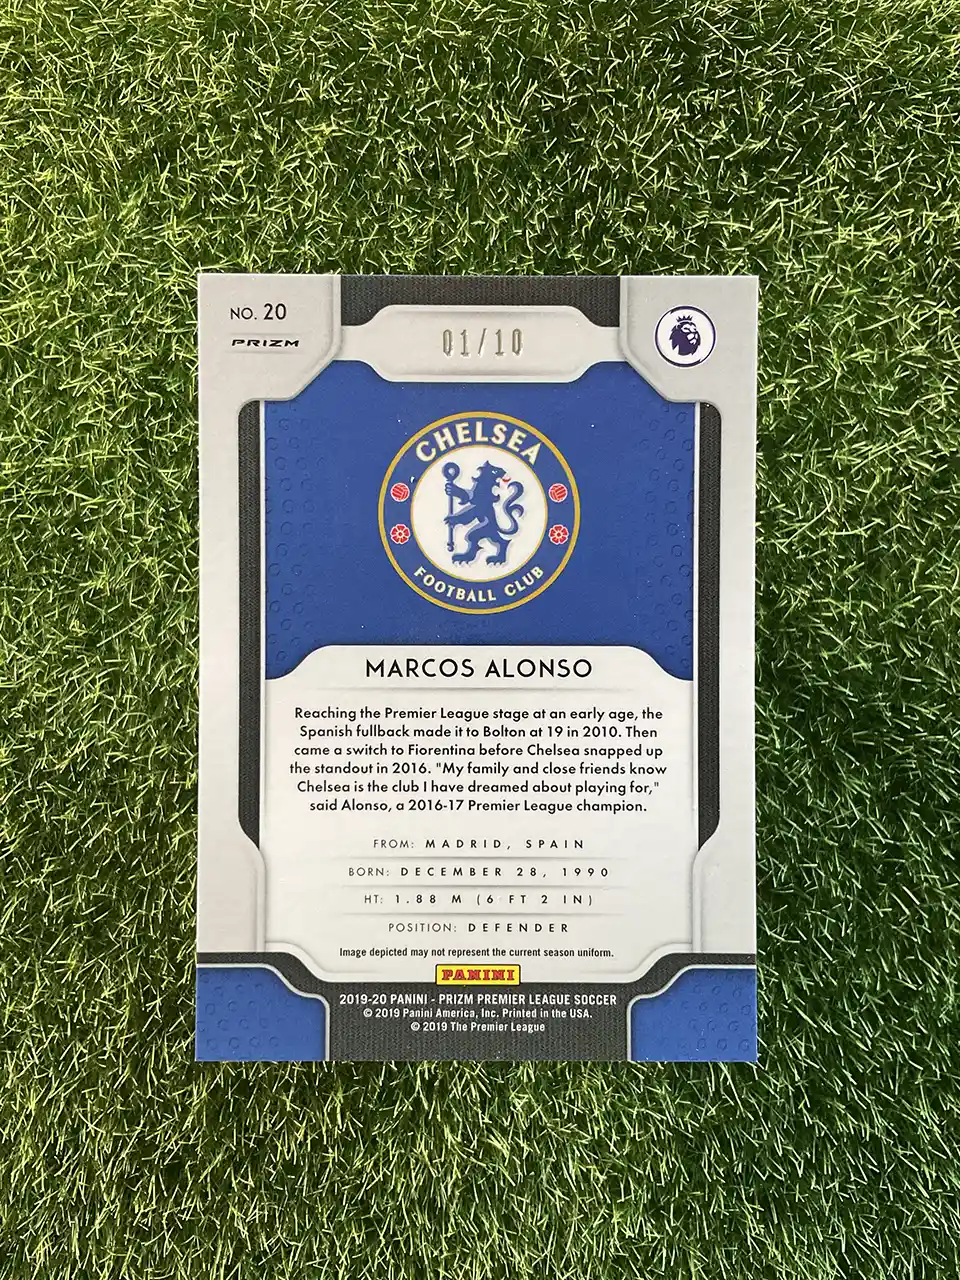 NO. 20
PRIZM
01/10
CHELSEA
FOOTBALL CLUB
MARCOS ALONSO
Reaching the Premier League stage at an early age, the
Spanish fullback made it to Bolton at 19 in 2010. Then
came a switch to Fiorentina before Chelsea snapped up
the standout in 2016. "My family and close friends know
Chelsea is the club I have dreamed about playing for,"
said Alonso, a 2016-17 Premier League champion.
FROM: MADRID, SPAIN
BORN: DECEMBER 28, 1990
HT: 1.88 M (6 FT 2 IN)
POSITION: DEFENDER
Image depicted may not represent the current season uniform.
PANINI
2019-20 PANINI - PRIZM PREMIER LEAGUE SOCCER
© 2019 Panini America, Inc. Printed in the USA.
© 2019 The Premier League